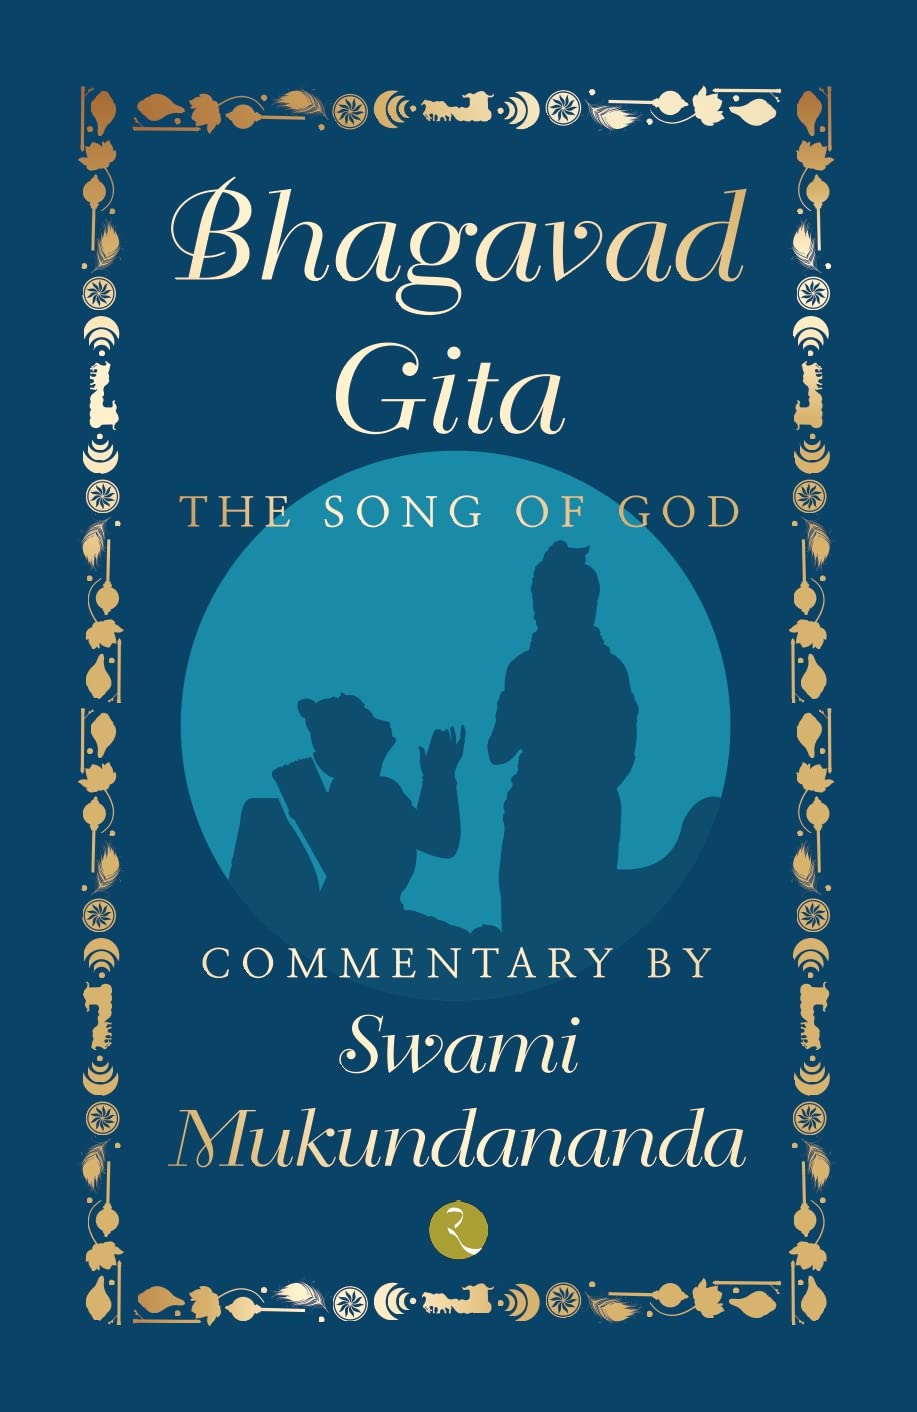 Bhagavad
Gita
THE SONG OF GOD
COMMENTARY BY
Swami
Mukundananda
र